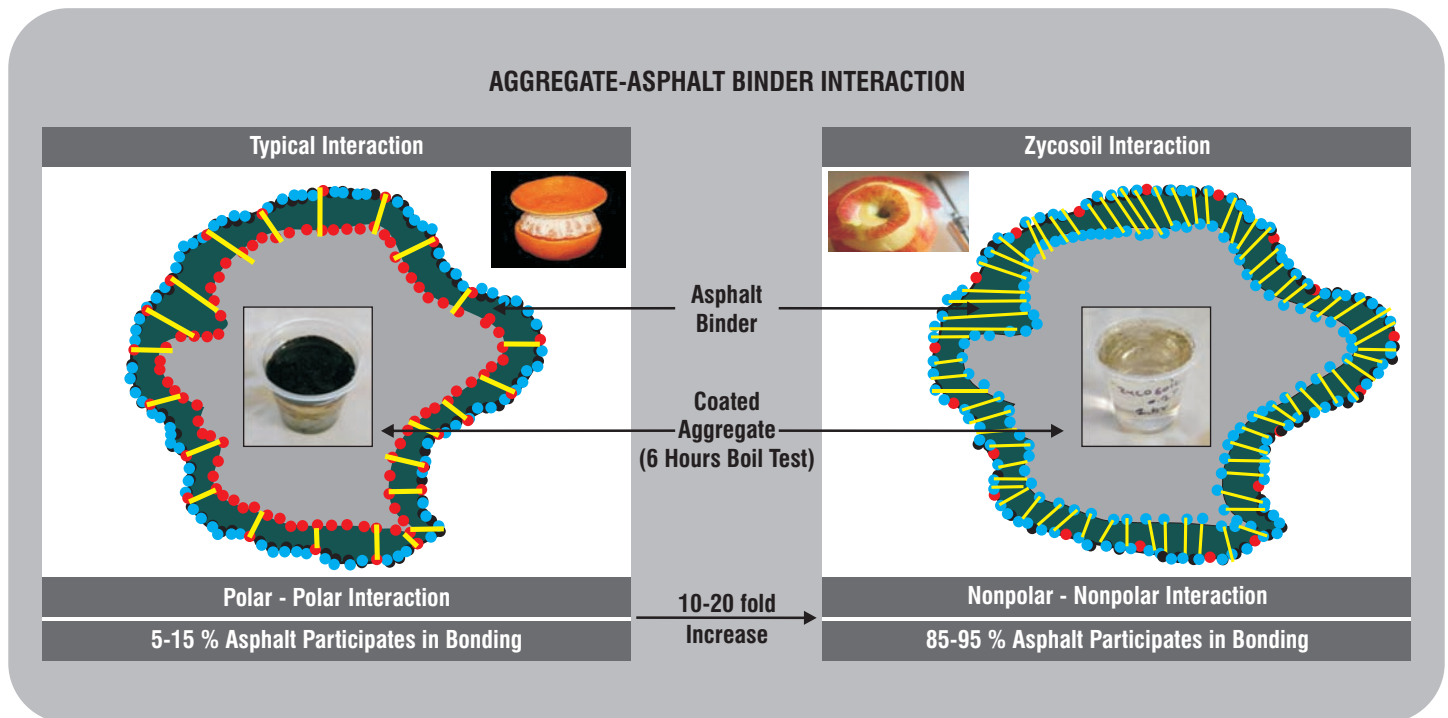 AGGREGATE-ASPHALT BINDER INTERACTION
Typical Interaction
Zycosoil Interaction
Asphalt
Binder
Coated
Aggregate
(6 Hours Boil Test)
ZYCOSOIL
Polar - Polar Interaction
5-15 % Asphalt Participates in Bonding
10-20 fold
Increase
Nonpolar - Nonpolar Interaction
85-95 % Asphalt Participates in Bonding